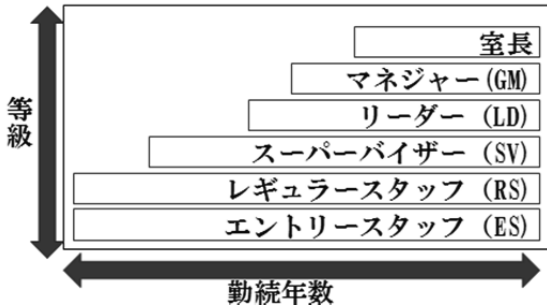 等級
室長
マネジャー(GM)
リーダー (LD)
スーパーバイザー (SV)
レギュラースタッフ (RS)
エントリースタッフ (ES)
勤続年数